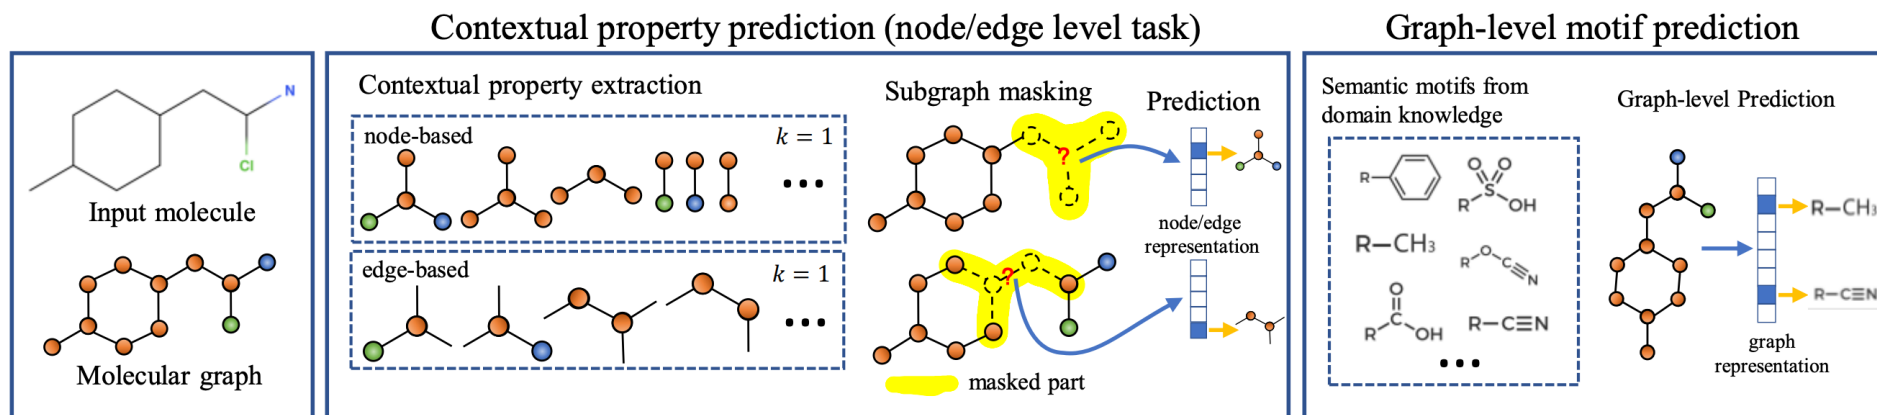 Contextual property prediction (node/edge level task)
Graph-level motif prediction
N
Cl
Input molecule
Molecular graph
Contextual property extraction
node-based
k = 1
...
edge-based
k = 1
...
Subgraph masking
?
?
masked part
Prediction
node/edge
representation
Semantic motifs from
domain knowledge
R
R
O
S
O
OH
R—CH₃
R
O
C
N
O
R
C
OH
R—C≡N
...
Graph-level Prediction
R—CH₃
R—C≡N
graph
representation